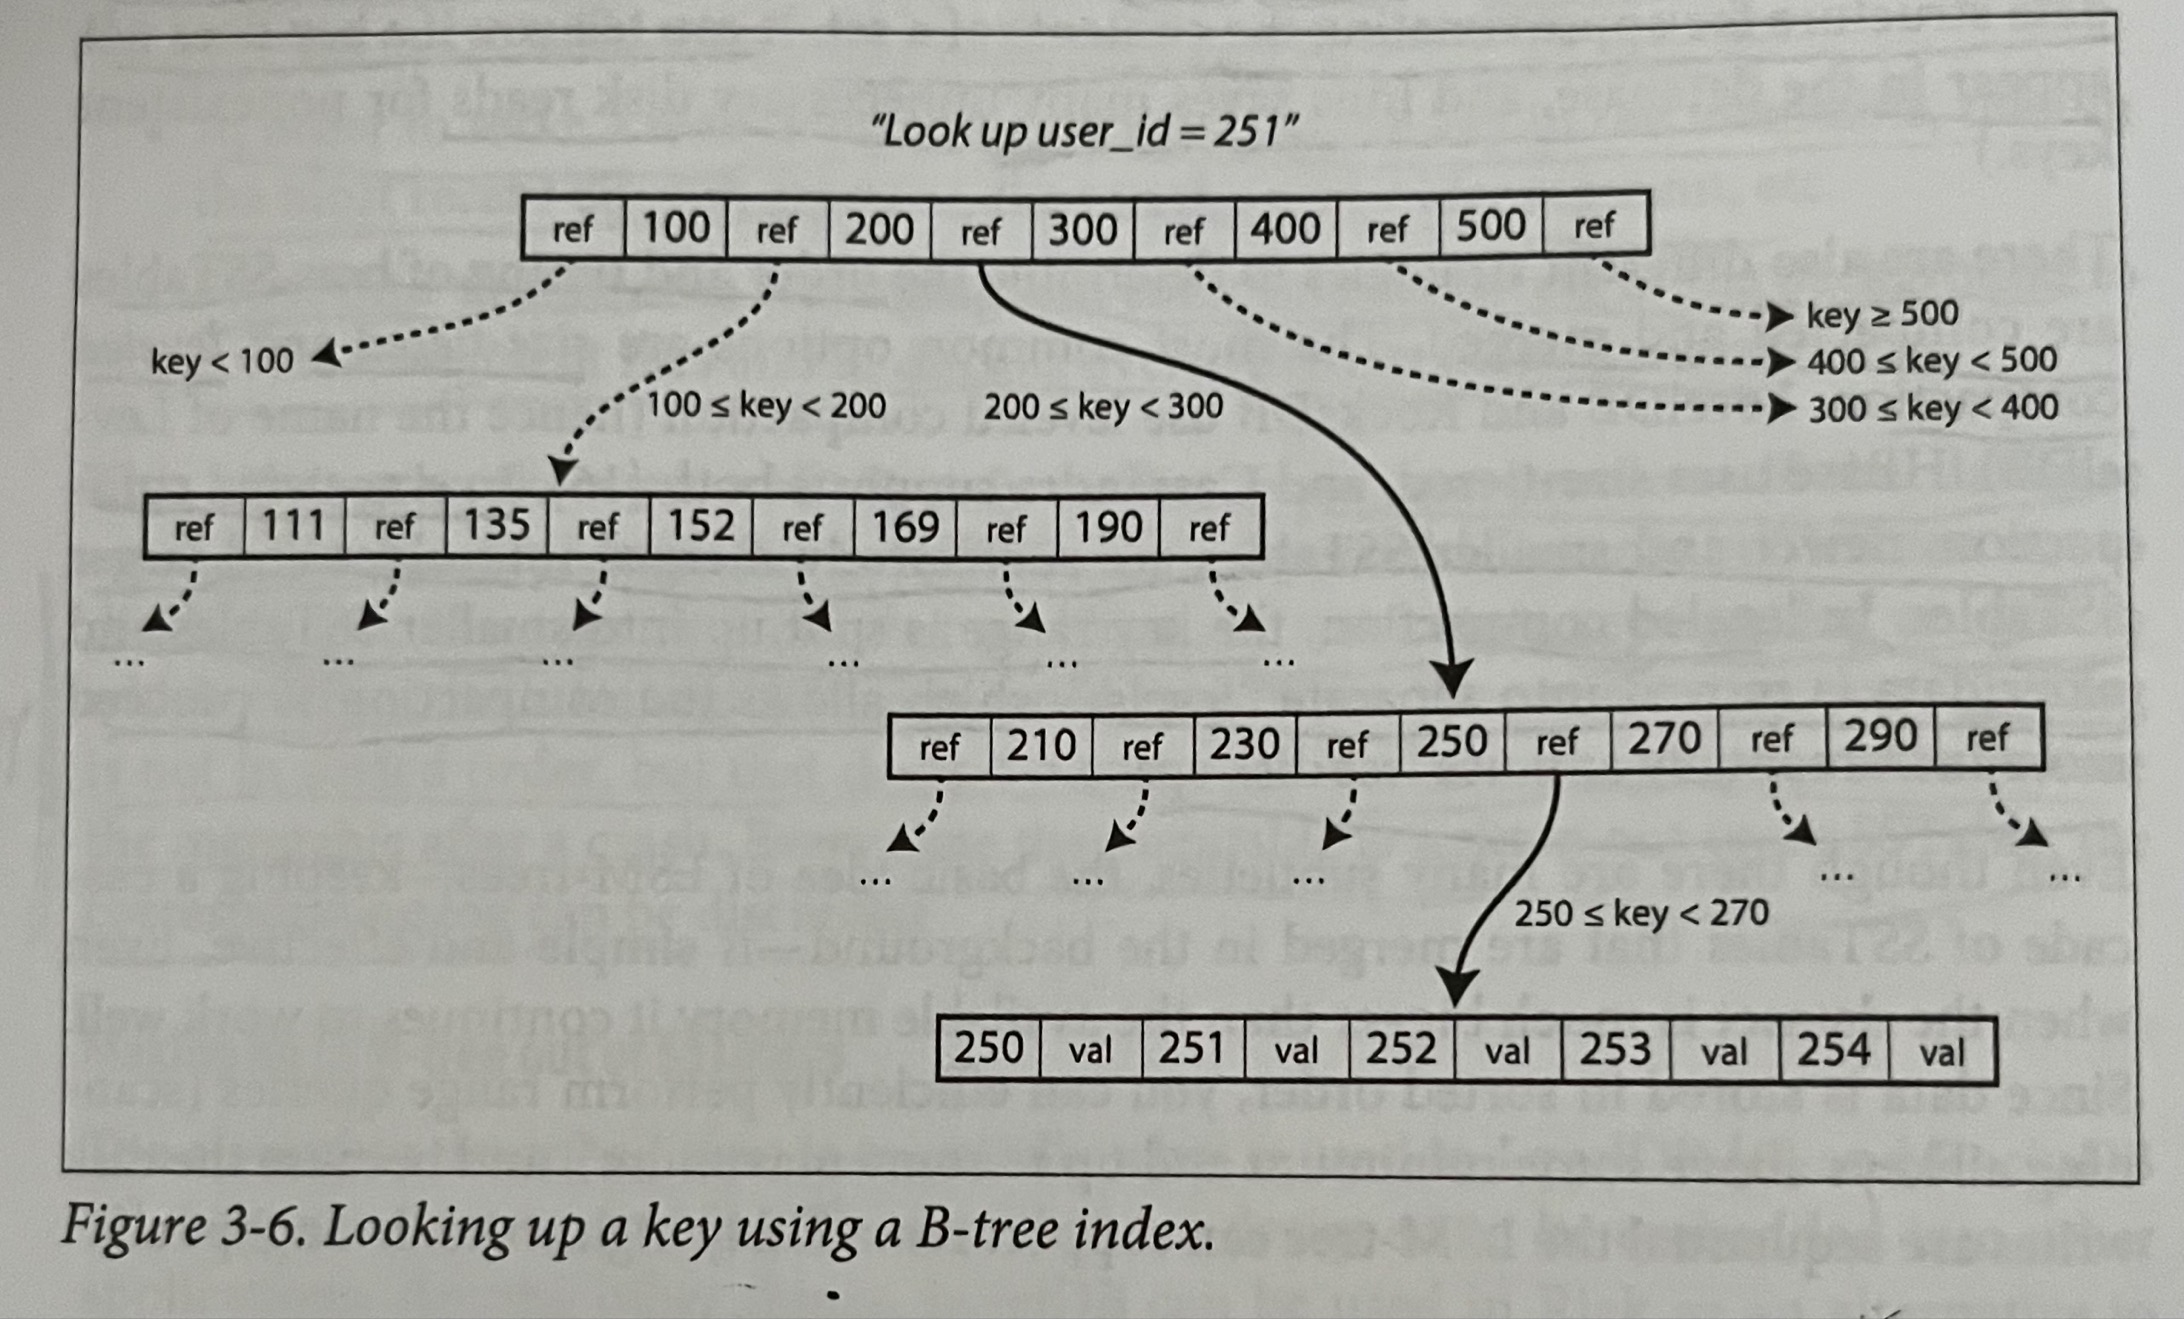 “Look up user_id = 251”
ref 100 ref 200 ref 300 ref 400 ref 500 ref
key ≥ 500
key < 100
400 ≤ key < 500
100 ≤ key < 200
200 ≤ key < 300
300 ≤ key < 400
ref 111 ref 135 ref 152 ref 169 ref 190 ref
... ... ... ... ... ...
ref 210 ref 230 ref 250 ref 270 ref 290 ref
... ... ... ... ...
250 ≤ key < 270
250 val 251 val 252 val 253 val 254 val
Figure 3-6. Looking up a key using a B-tree index.